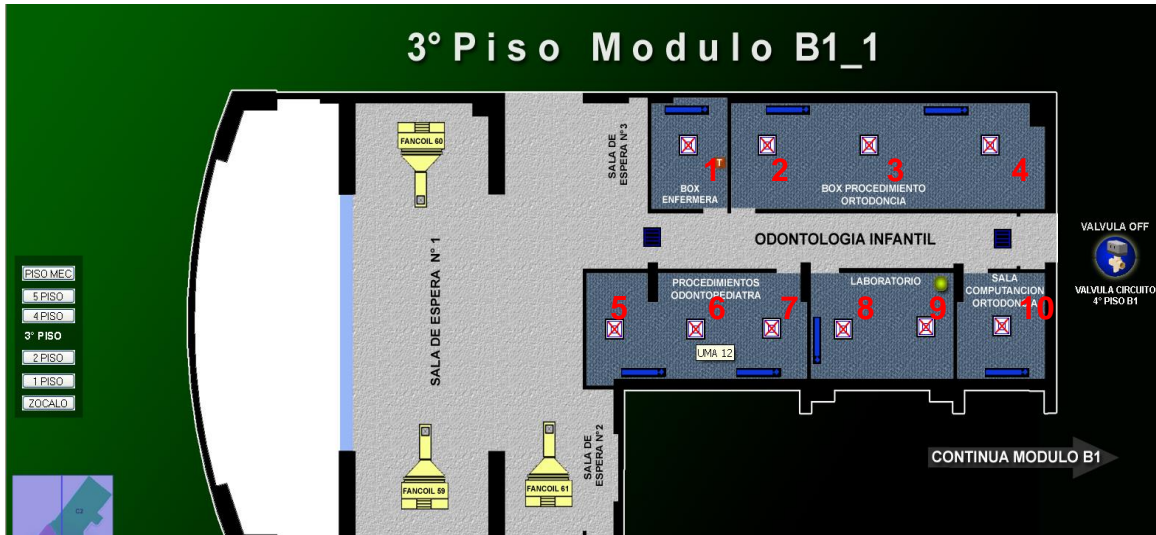 3° Piso Modulo B1_1
FANCOIL 60
SALA DE
ESPERA N°3
1
T
BOX
ENFERMERA
2
3
4
BOX PROCEDIMIENTO
ORTODONCIA
ODONTOLOGIA INFANTIL
VALVULA OFF
VALVULA CIRCUITO
4° PISO B1
PISO MEC
5 PISO
4 PISO
3° PISO
2 PISO
1 PISO
ZOCALO
SALA DE ESPERA N° 1
PROCEDIMIENTOS
ODONTOPEDIATRA
5
6
7
UMA 12
LABORATORIO
8
9
SALA
COMPUTANCION
10
FANCOIL 59
FANCOIL 61
SALA DE
ESPERA N°2
CONTINUA MODULO B1
C2